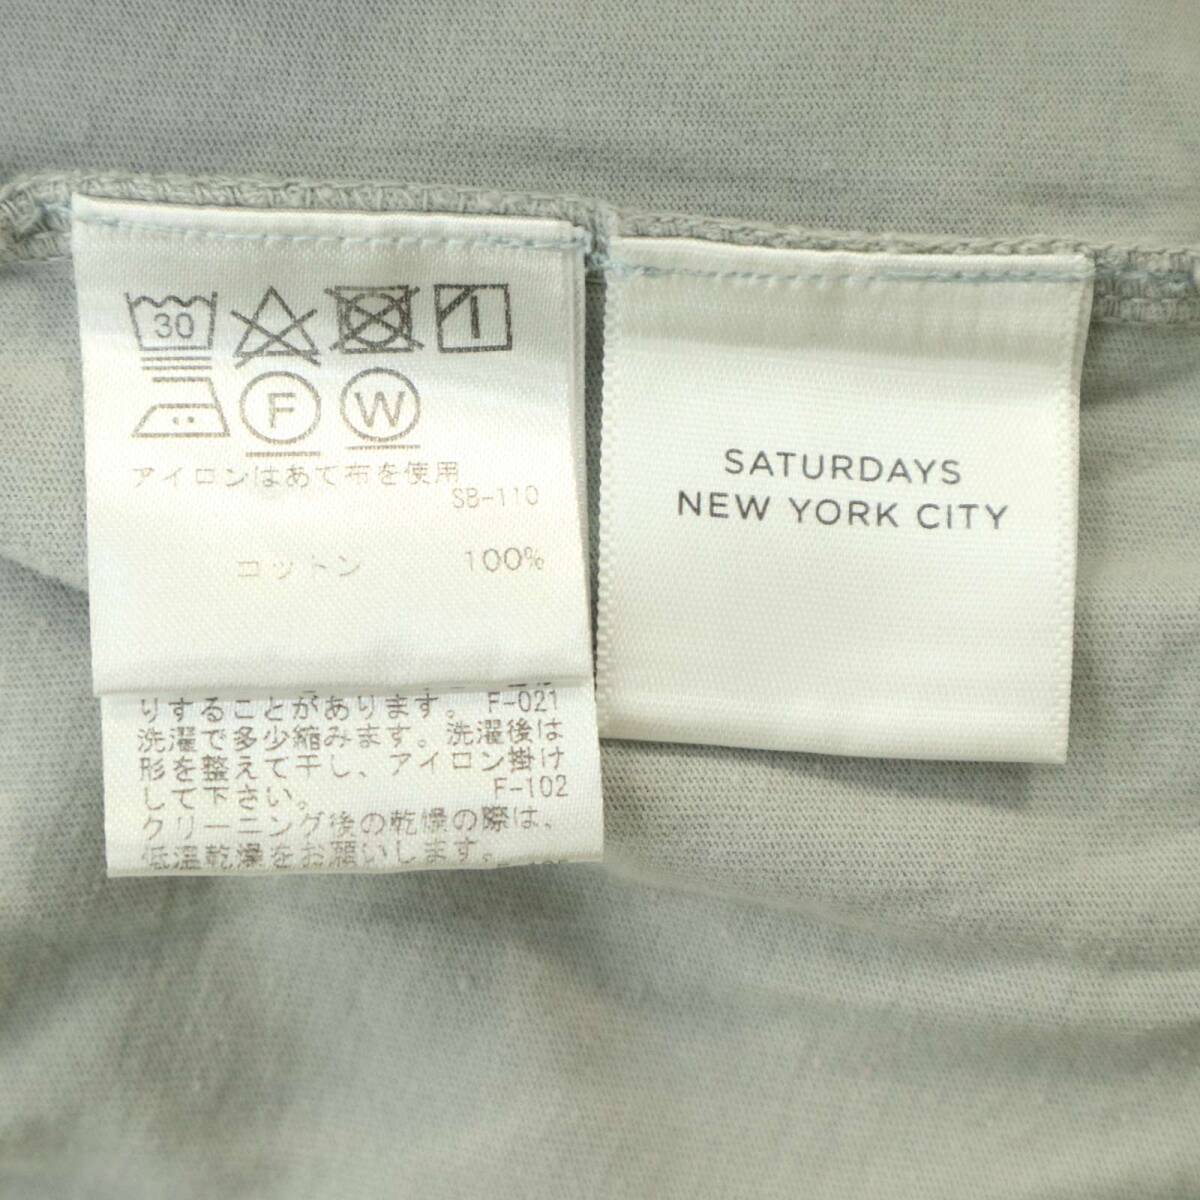 30
F W
アイロンはあて布を使用
SB-110
コットン 100%
りすることがあります。 F-021
洗濯で多少縮みます。洗濯後は
形を整えて干し、アイロン掛け
して下さい。 F-102
クリーニング後の乾燥の際は、
低温乾燥をお願いします。
SATURDAYS
NEW YORK CITY